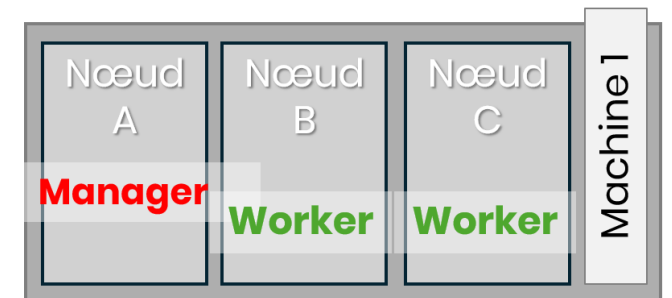 Nœud
A
Manager
Nœud
B
Worker
Nœud
C
Worker
Machine 1